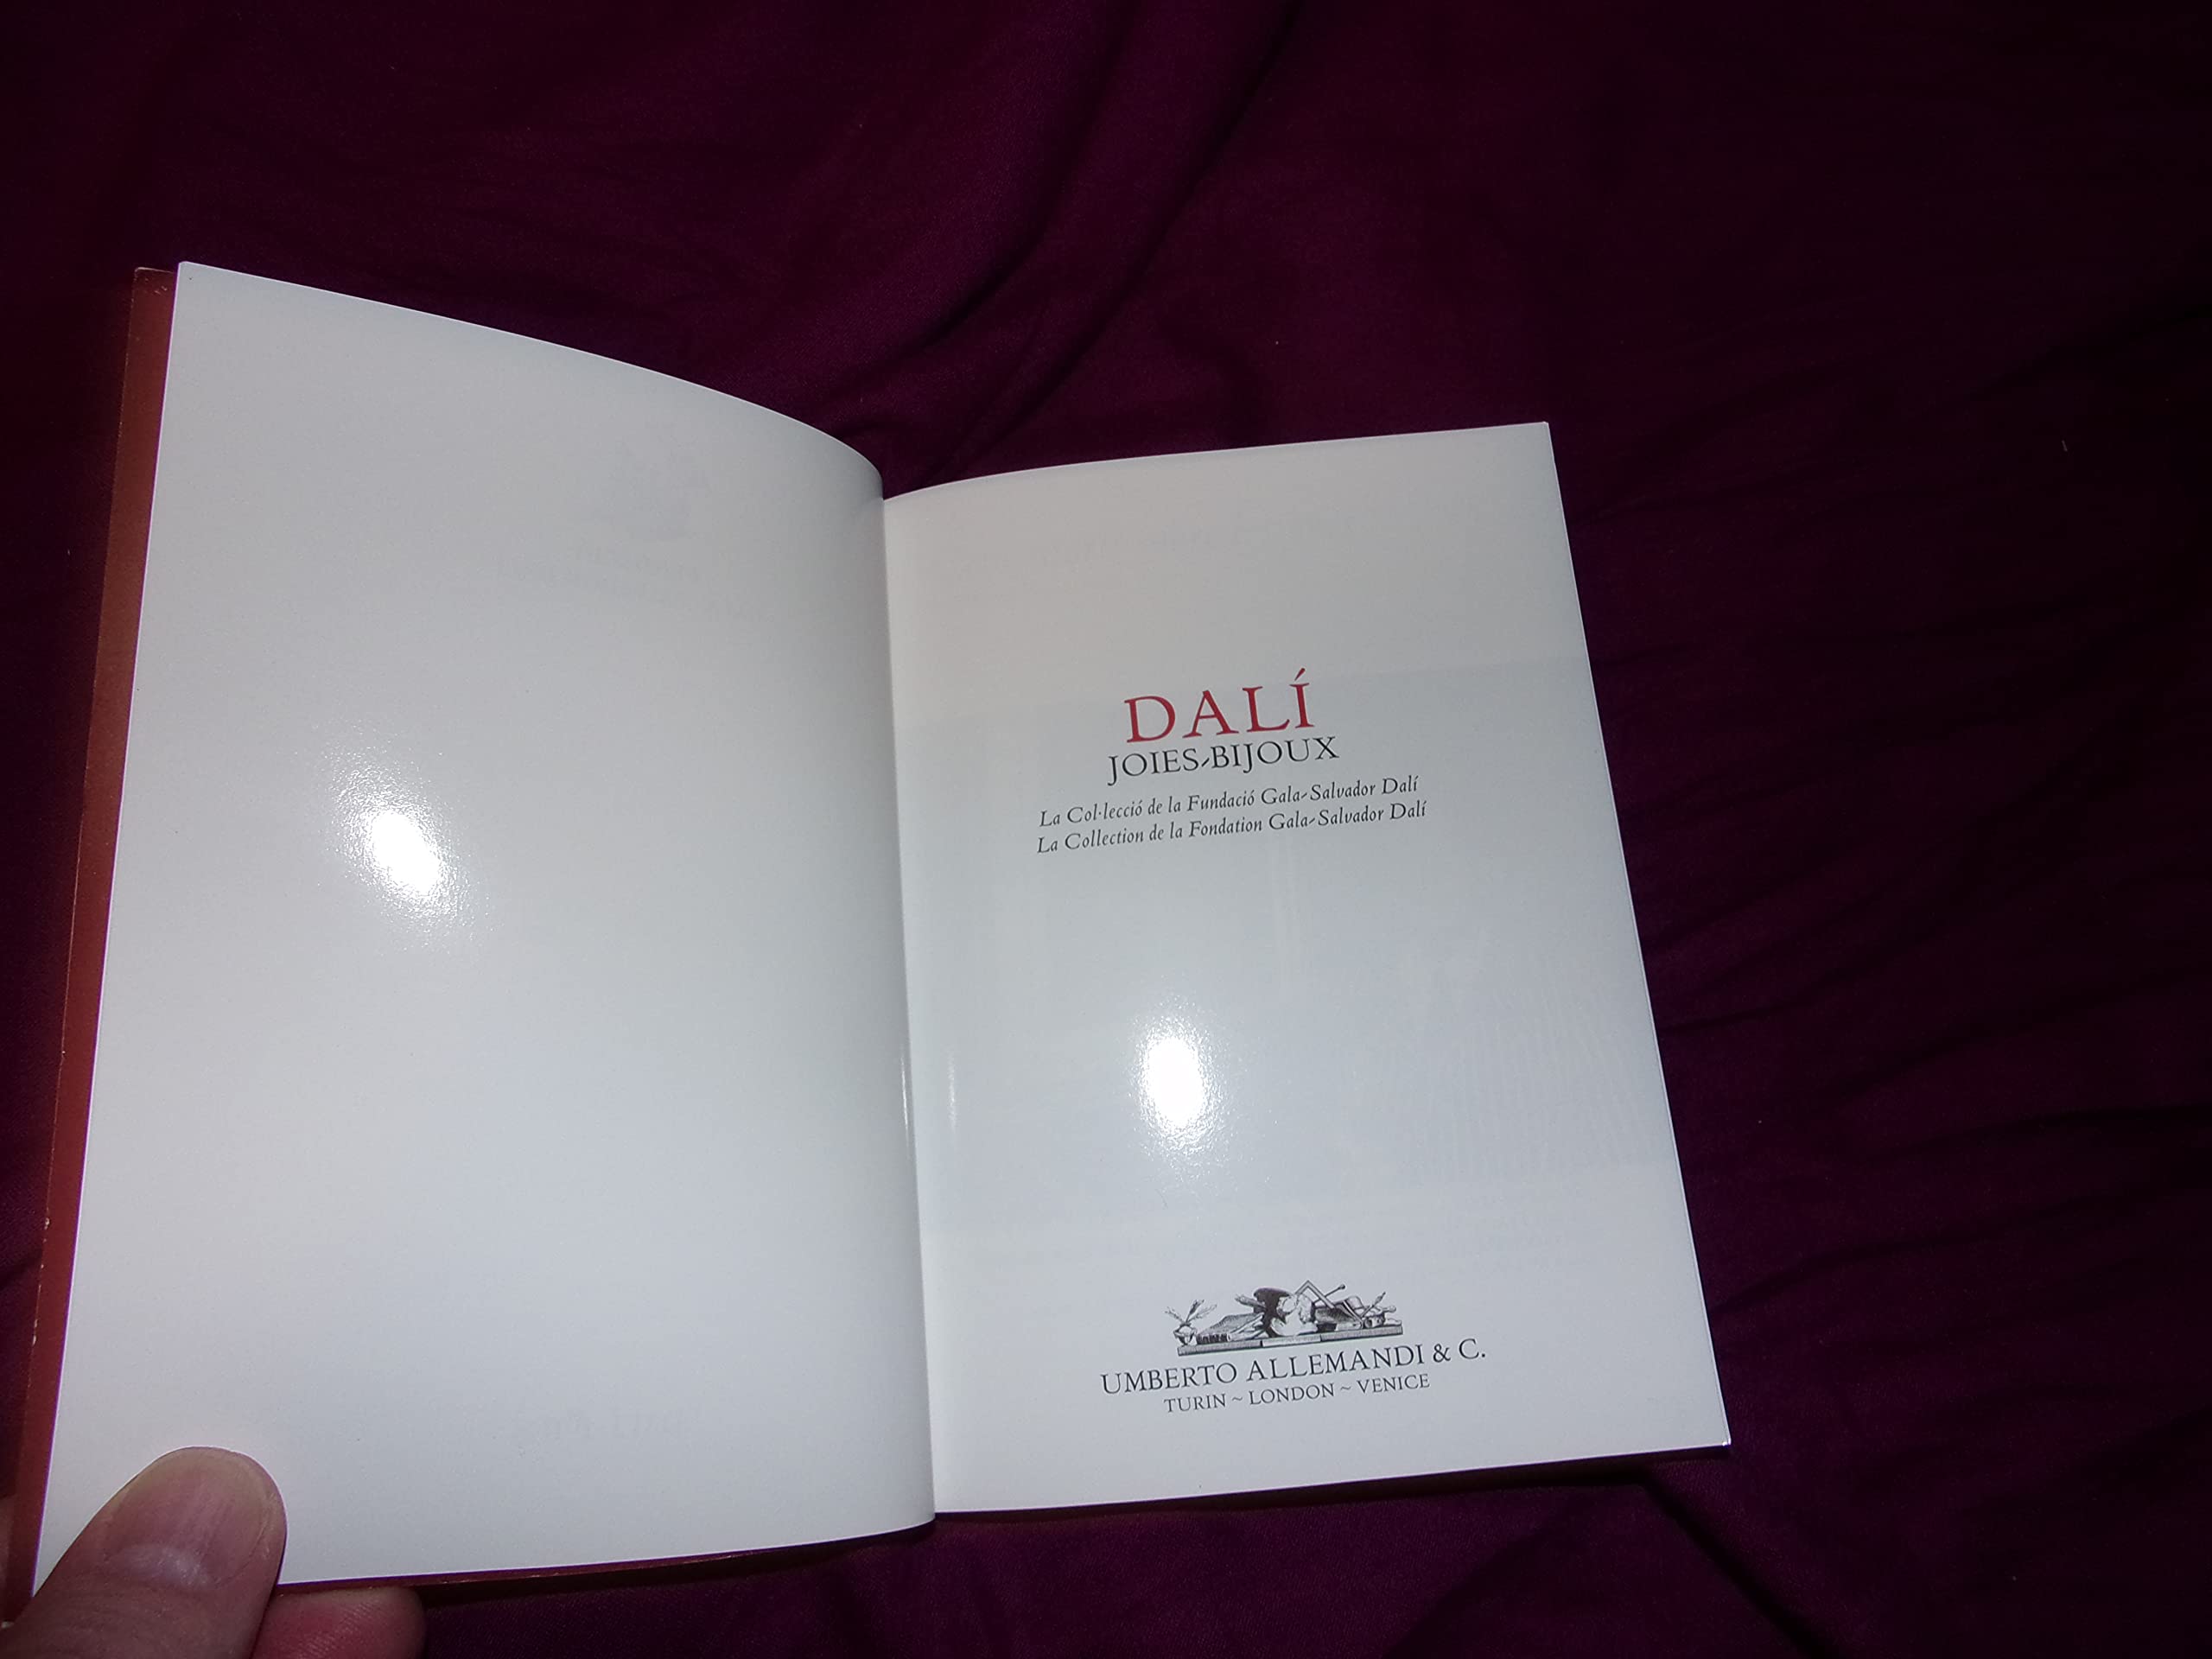 DALÍ
JOIES-BIJOUX
La Col·lecció de la Fundació Gala-Salvador Dalí
La Collection de la Fondation Gala-Salvador Dalí
UMBERTO ALLEMANDI & C.
TURIN ~ LONDON ~ VENICE